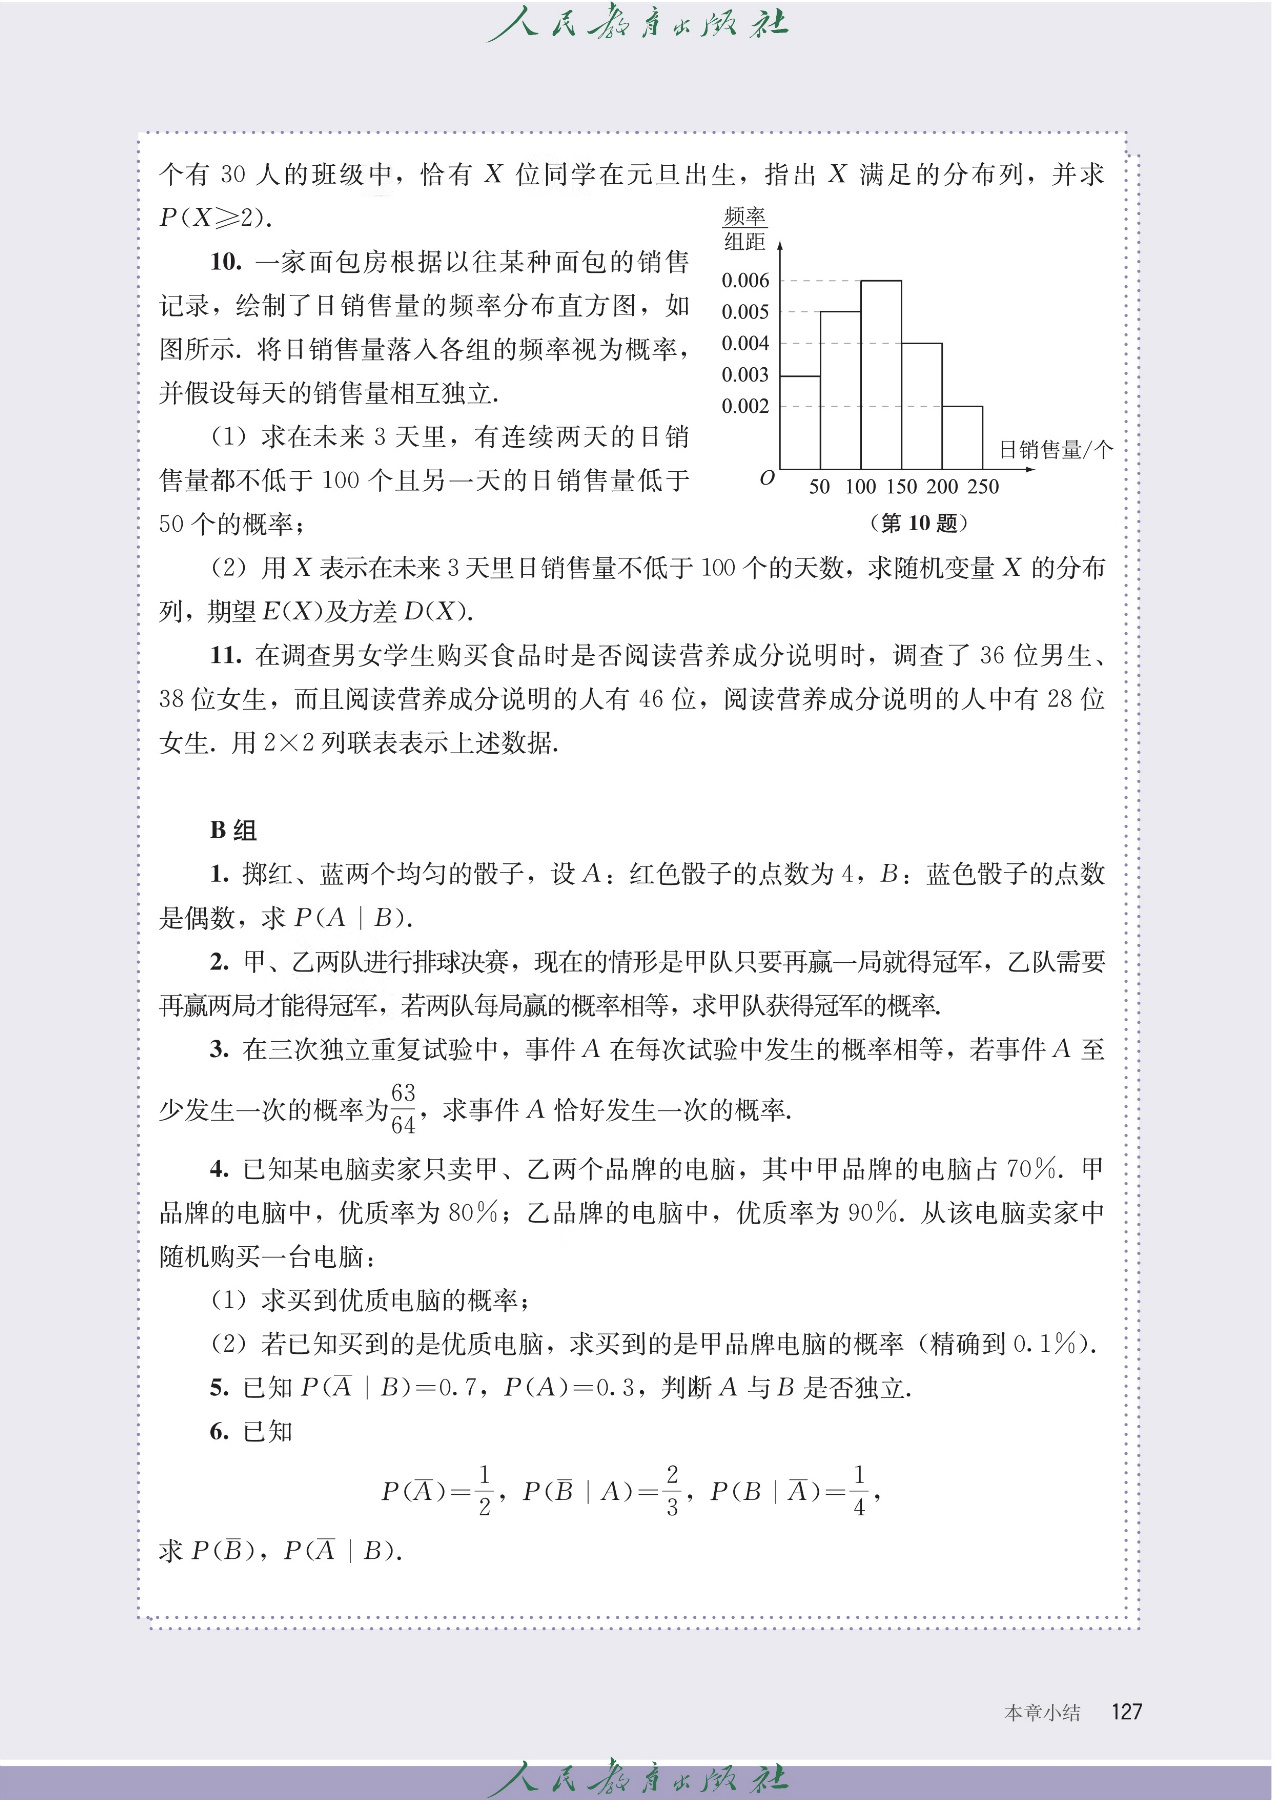 人民教育出版社
个有 30 人的班级中，恰有 X 位同学在元旦出生，指出 X 满足的分布列，并求
P(X⩾2).
10. 一家面包房根据以往某种面包的销售
记录，绘制了日销售量的频率分布直方图，如
图所示. 将日销售量落入各组的频率视为概率，
并假设每天的销售量相互独立.
（1）求在未来 3 天里，有连续两天的日销
售量都不低于 100 个且另一天的日销售量低于
50 个的概率；
频率
组距
0.006
0.005
0.004
0.003
0.002
日销售量/个
O
50 100 150 200 250
（第 10 题）
（2）用 X 表示在未来 3 天里日销售量不低于 100 个的天数，求随机变量 X 的分布
列，期望 E(X)及方差 D(X).
11. 在调查男女学生购买食品时是否阅读营养成分说明时，调查了 36 位男生、
38 位女生，而且阅读营养成分说明的人有 46 位，阅读营养成分说明的人中有 28 位
女生. 用 2×2 列联表表示上述数据.
B 组
1. 掷红、蓝两个均匀的骰子，设 A：红色骰子的点数为 4，B：蓝色骰子的点数
是偶数，求 P(A | B).
2. 甲、乙两队进行排球决赛，现在的情形是甲队只要再赢一局就得冠军，乙队需要
再赢两局才能得冠军，若两队每局赢的概率相等，求甲队获得冠军的概率.
3. 在三次独立重复试验中，事件 A 在每次试验中发生的概率相等，若事件 A 至
少发生一次的概率为63/64，求事件 A 恰好发生一次的概率.
4. 已知某电脑卖家只卖甲、乙两个品牌的电脑，其中甲品牌的电脑占 70%. 甲
品牌的电脑中，优质率为 80%；乙品牌的电脑中，优质率为 90%. 从该电脑卖家中
随机购买一台电脑：
（1）求买到优质电脑的概率；
（2）若已知买到的是优质电脑，求买到的是甲品牌电脑的概率（精确到 0.1%）.
5. 已知 P(A̅ | B)=0.7，P(A)=0.3，判断 A 与 B 是否独立.
6. 已知
P(A̅)=1/2，P(B̅ | A)=2/3，P(B | A̅)=1/4，
求 P(B̅)，P(A̅ | B).
本章小结 127
人民教育出版社